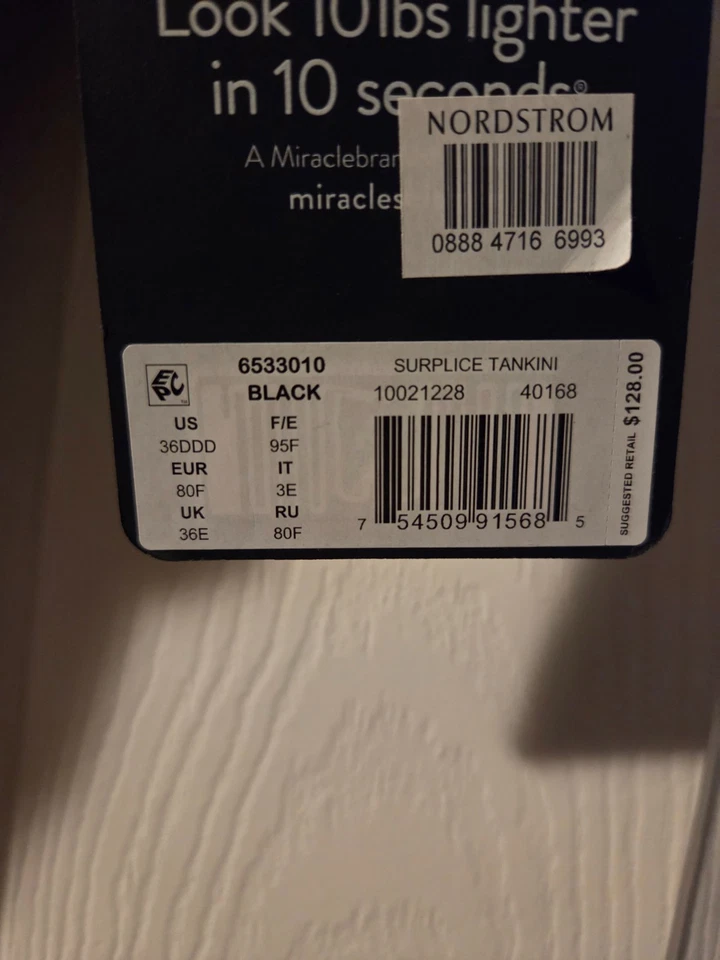 Look 10lbs lighter
in 10 seconds®
A Miraclebran
miracles
NORDSTROM
0888 4716 6993
6533010
BLACK
SURPLICE TANKINI
10021228 40168
US F/E
36DDD 95F
EUR IT
80F 3E
UK RU
36E 80F
7 54509 91568 5
SUGGESTED RETAIL $128.00